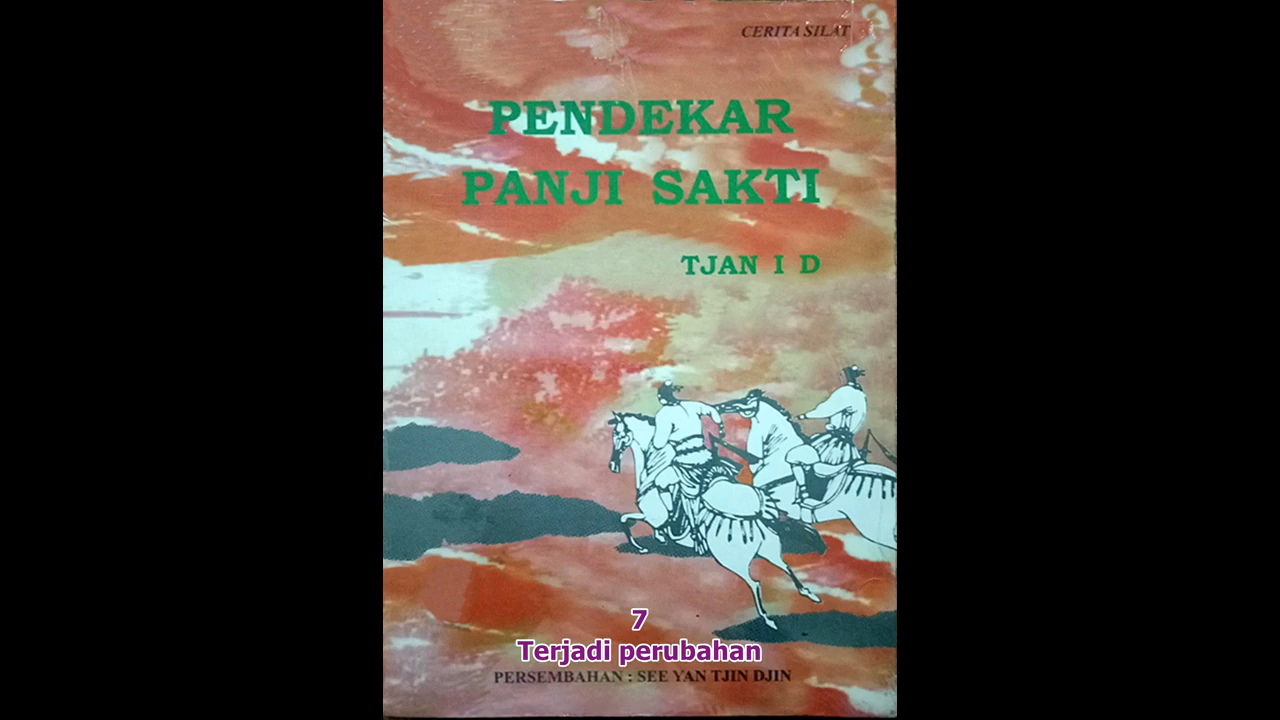 CERITA SILAT
PENDEKAR
PANJI SAKTI
TJAN I D
7
Terjadi perubahan
PERSEMBAHAN : SEE YAN TJIN DJIN